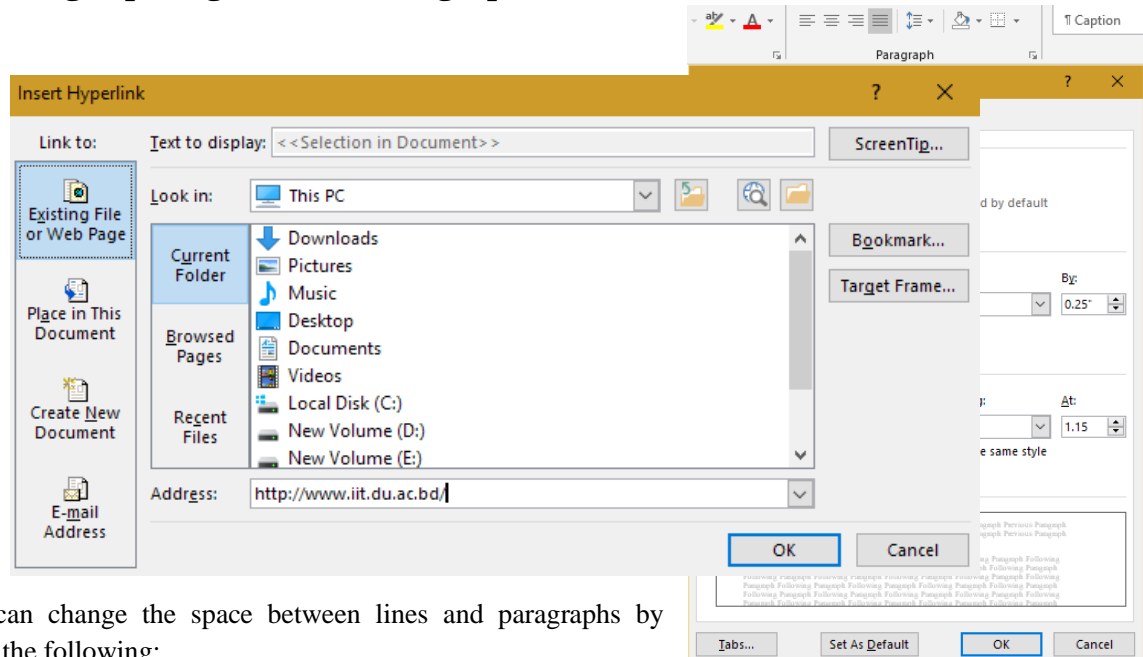 Paragraph
¶ Caption
Insert Hyperlink
Link to:
Text to display: <<Selection in Document>>
ScreenTip...
Existing File
or Web Page
Look in:
This PC
Current
Folder
Downloads
Pictures
Music
Desktop
Documents
Videos
Local Disk (C:)
New Volume (D:)
New Volume (E:)
Browsed
Pages
Recent
Files
Place in This
Document
Create New
Document
E-mail
Address
Bookmark...
Target Frame...
Address: http://www.iit.du.ac.bd/
OK
Cancel
d by default
By:
0.25"
At:
1.15
e same style
can change the space between lines and paragraphs by
the following:
Tabs...
Set As Default
OK
Cancel